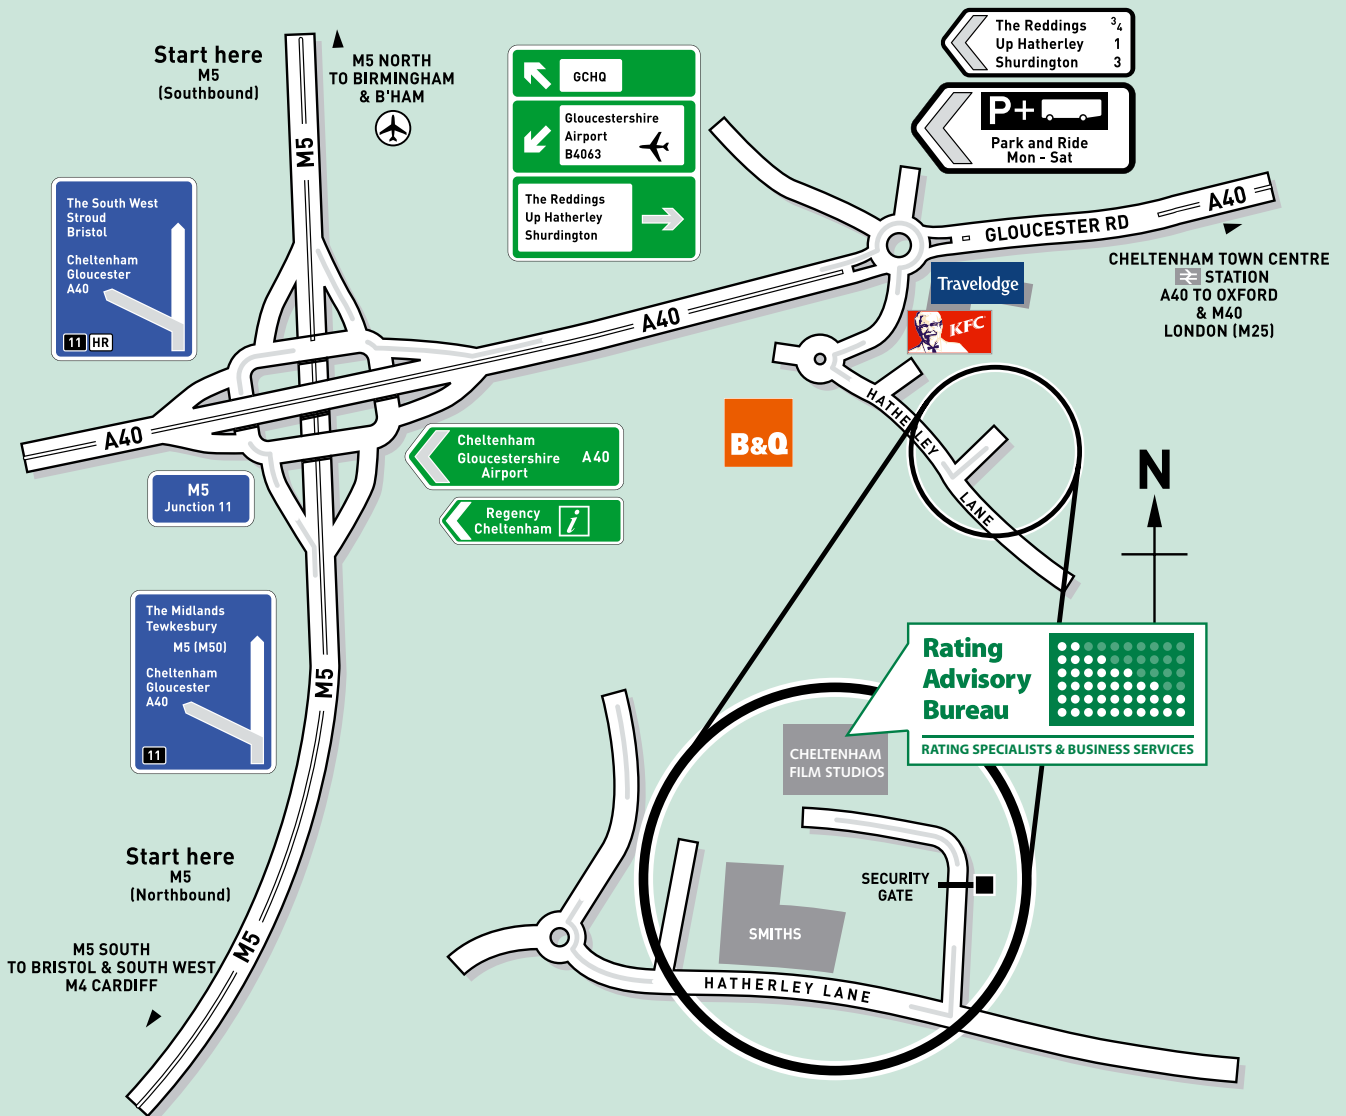 Start here
M5
(Southbound)
M5 NORTH
TO BIRMINGHAM
& B'HAM
M5
The South West
Stroud
Bristol
Cheltenham
Gloucester
A40
11 HR
GCHQ
Gloucestershire
Airport
B4063
The Reddings
Up Hatherley
Shurdington
The Reddings 3/4
Up Hatherley 1
Shurdington 3
P+
Park and Ride
Mon - Sat
A40
GLOUCESTER RD
CHELTENHAM TOWN CENTRE
STATION
A40 TO OXFORD
& M40
LONDON (M25)
Travelodge
KFC
A40
HATHERLEY
LANE
B&Q
A40
M5
Junction 11
Cheltenham
Gloucestershire A40
Airport
Regency
Cheltenham i
N
The Midlands
Tewkesbury
M5 (M50)
Cheltenham
Gloucester
A40
11
M5
Rating
Advisory
Bureau
RATING SPECIALISTS & BUSINESS SERVICES
CHELTENHAM
FILM STUDIOS
Start here
M5
(Northbound)
SECURITY
GATE
SMITHS
M5
M5 SOUTH
TO BRISTOL & SOUTH WEST
M4 CARDIFF
HATHERLEY LANE